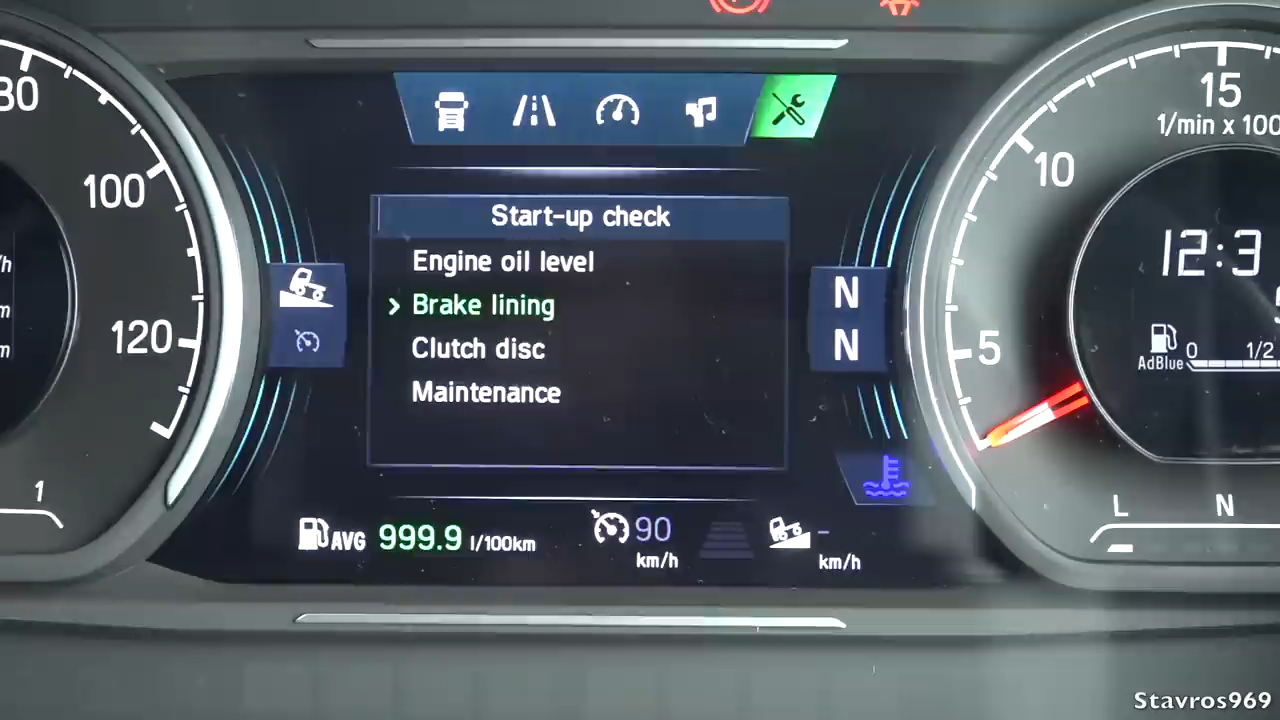 80
100
120
/h
m
m
1
Start-up check
Engine oil level
> Brake lining
Clutch disc
Maintenance
N
N
AVG 999.9 l/100km
90
km/h
-
km/h
15
1/min x 100
10
5
12:3
AdBlue 0 1/2
L N
Stavros969